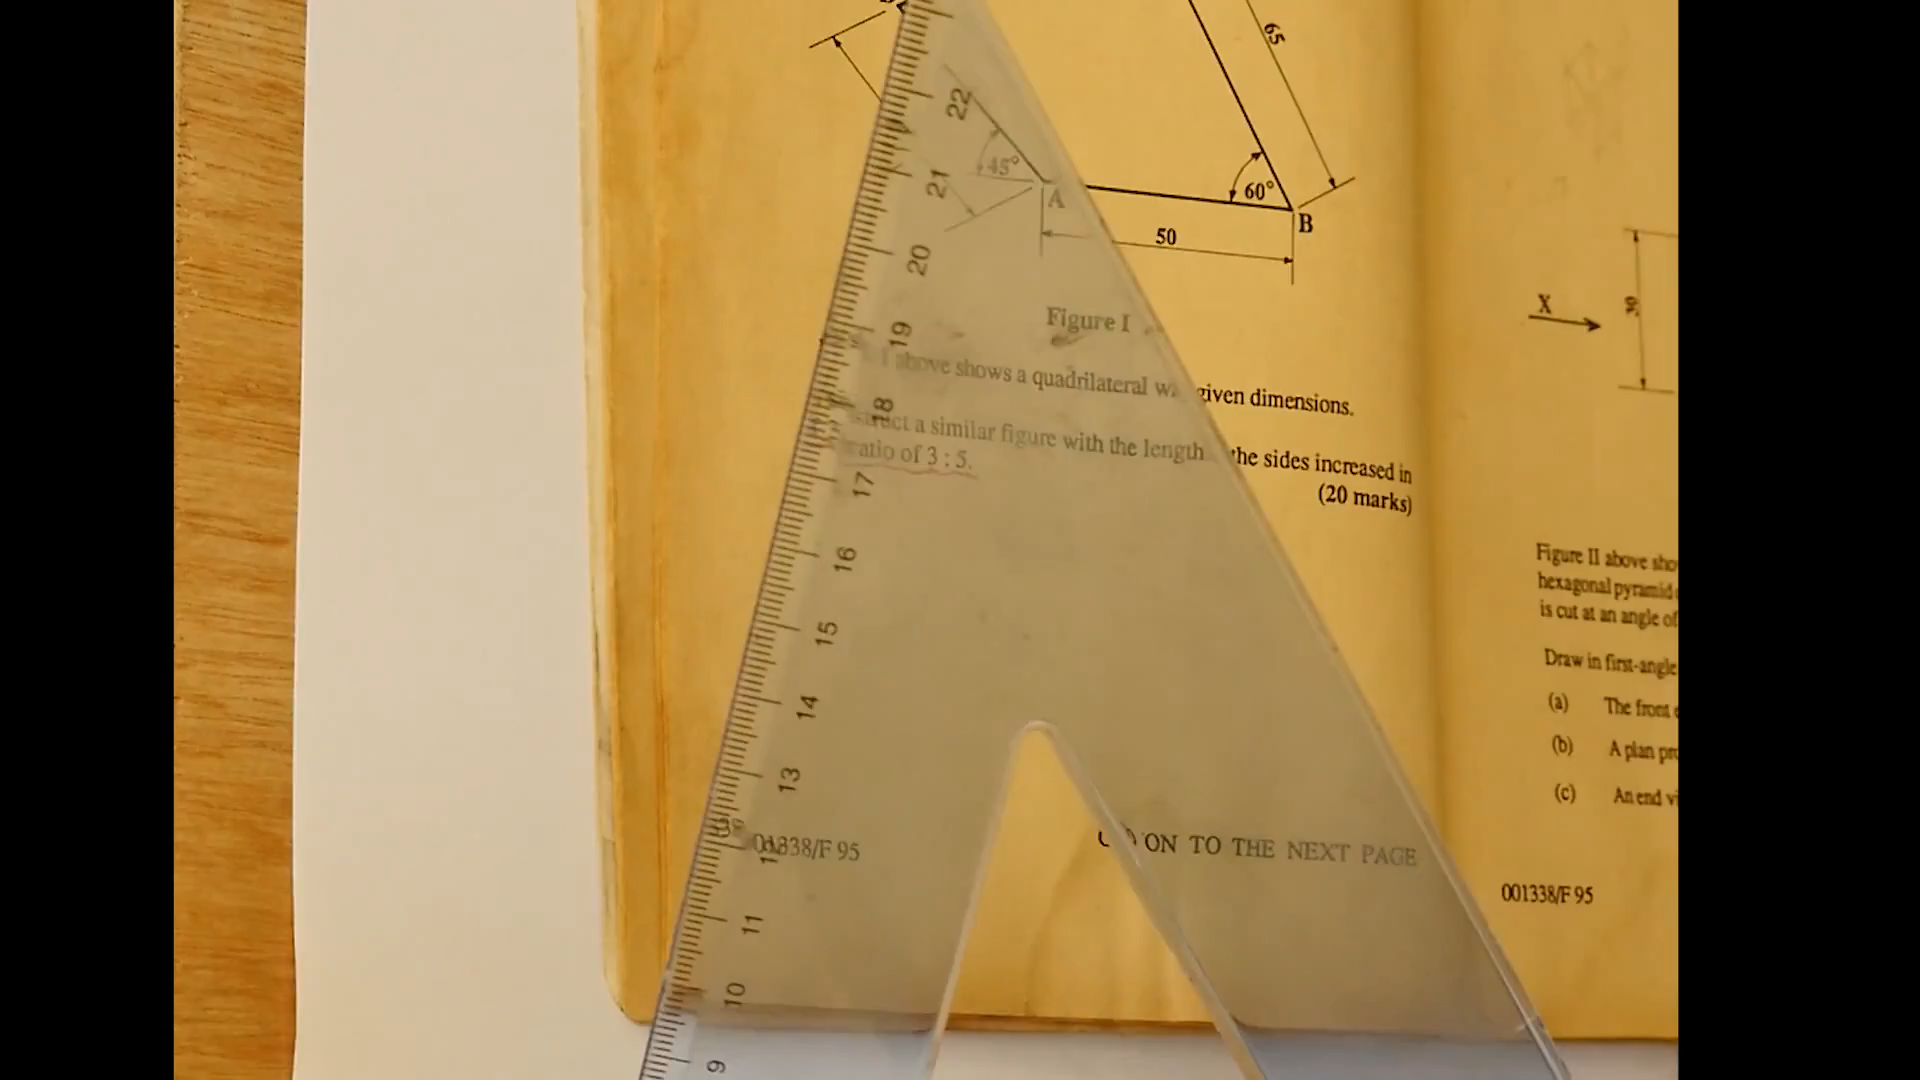 65
45°
A
60°
B
50
Figure I
above shows a quadrilateral given dimensions.
a similar figure with the length the sides increased in
ratio of 3 : 5.
(20 marks)
01338/F 95
ON TO THE NEXT PAGE
22
21
20
19
18
17
16
15
14
13
12
11
10
9
X
Figure II above
hexagonal pyramid
is cut at an angle of
Draw in first-angle
(a) The front
(b) A plan
(c) An end
001338/F 95